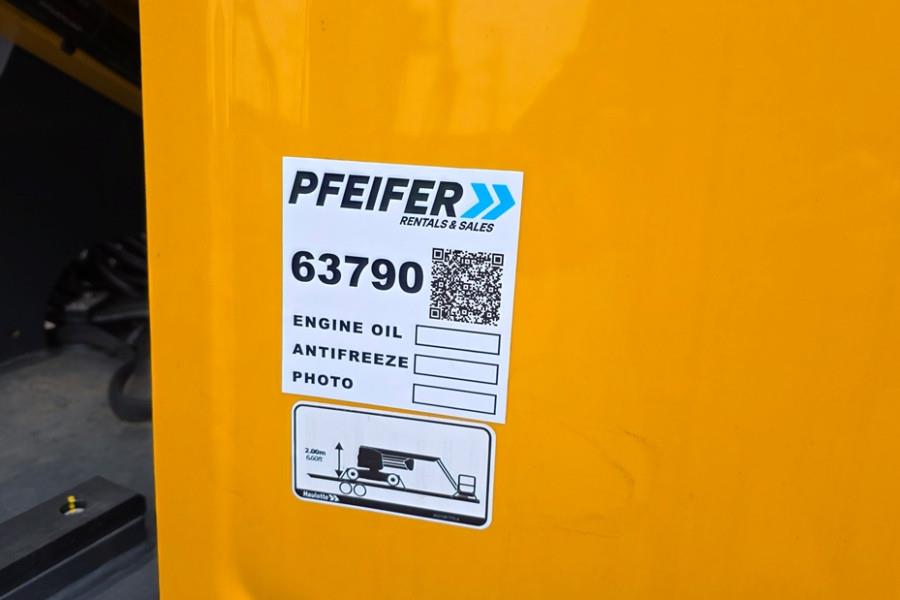 PFEIFER
RENTALS & SALES
63790
ENGINE OIL
ANTIFREEZE
PHOTO
2.00m
6.60ft
Haulotte